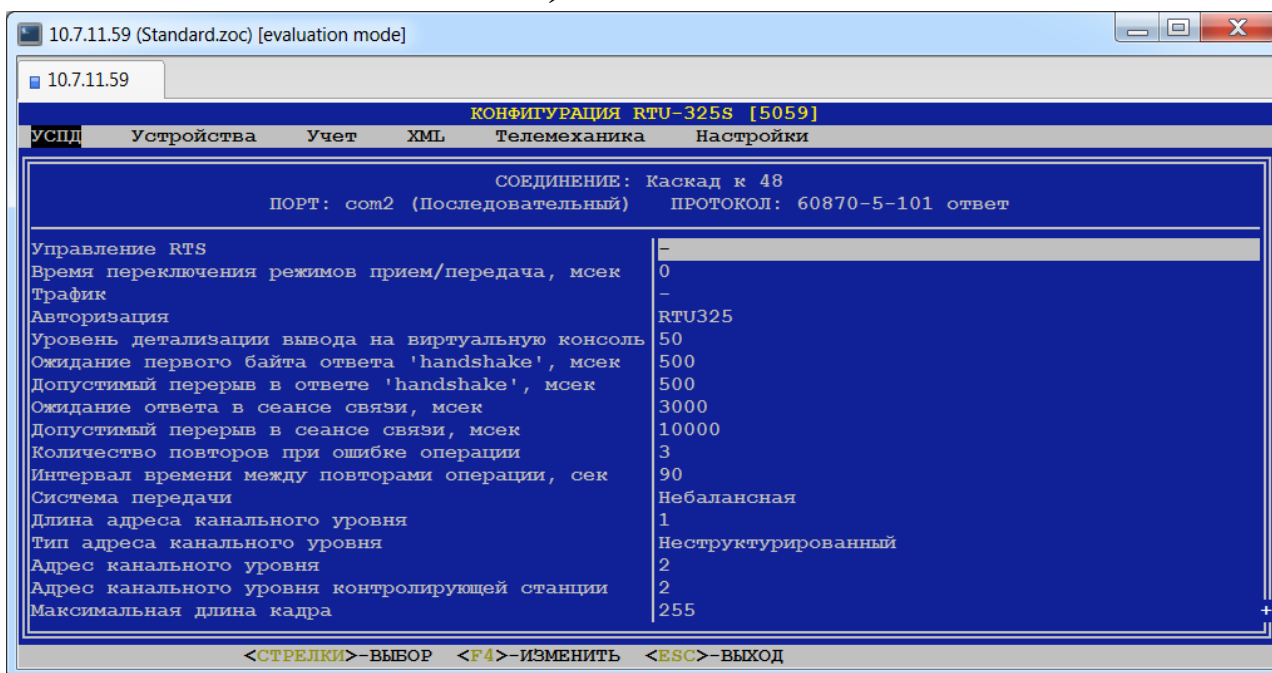 10.7.11.59 (Standard.zoc) [evaluation mode]
10.7.11.59
КОНФИГУРАЦИЯ RTU-325S [5059]
УСПД Устройства Учет XML Телемеханика Настройки
СОЕДИНЕНИЕ: Каскад к 48
ПОРТ: com2 (Последовательный) ПРОТОКОЛ: 60870-5-101 ответ
Управление RTS -
Время переключения режимов прием/передача, мсек 0
Трафик -
Авторизация RTU325
Уровень детализации вывода на виртуальную консоль 50
Ожидание первого байта ответа 'handshake', мсек 500
Допустимый перерыв в ответе 'handshake', мсек 500
Ожидание ответа в сеансе связи, мсек 3000
Допустимый перерыв в сеансе связи, мсек 10000
Количество повторов при ошибке операции 3
Интервал времени между повторами операции, сек 90
Система передачи Небалансная
Длина адреса канального уровня 1
Тип адреса канального уровня Неструктурированный
Адрес канального уровня 2
Адрес канального уровня контролирующей станции 2
Максимальная длина кадра 255 +
<СТРЕЛКИ>-ВЫБОР <F4>-ИЗМЕНИТЬ <ESC>-ВЫХОД